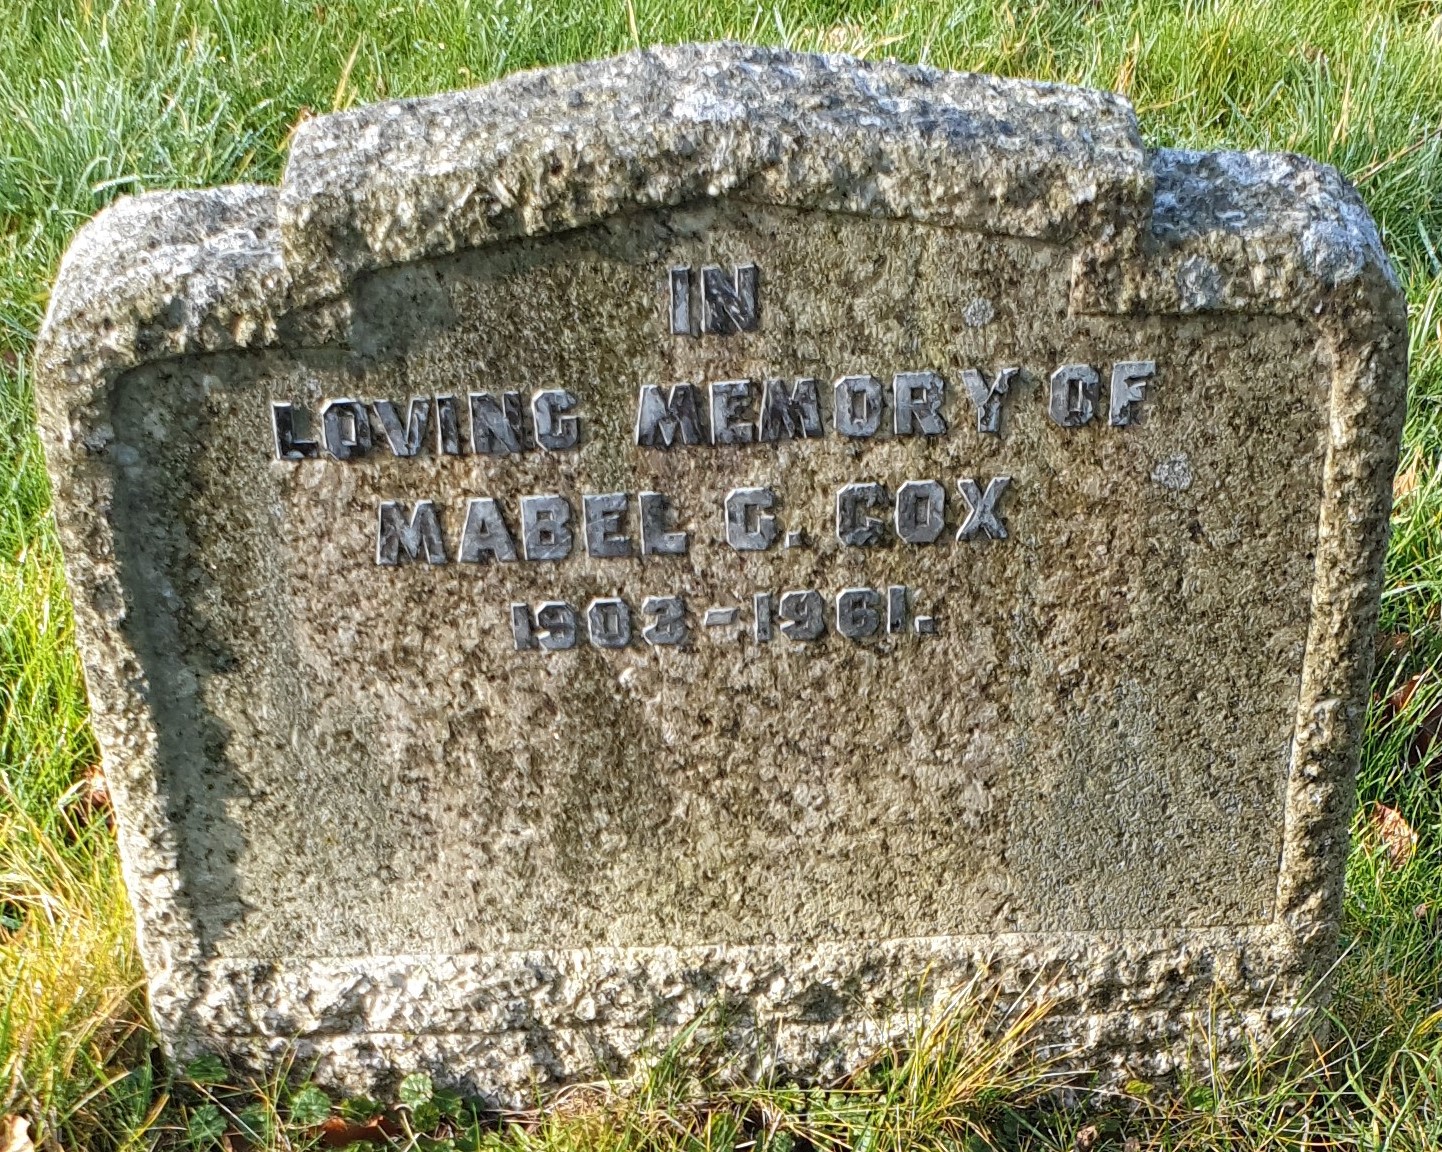 IN
LOVING MEMORY OF
MABEL G. COX
1903-1961.